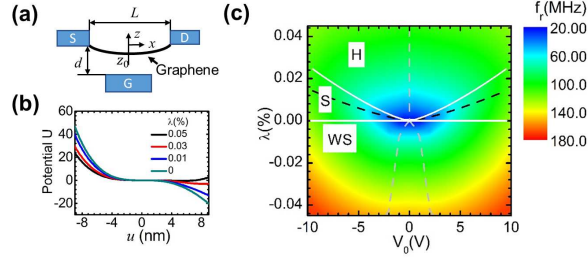 (a)
L
S
D
z
x
z₀
d
Graphene
G
(b)
Potential U
60
40
20
0
-20
λ(%)
0.05
0.03
0.01
0
-8
-4
0
4
8
u (nm)
(c)
fr(MHz)
λ(%)
0.04
0.02
0.00
-0.02
-0.04
H
S
WS
-10
-5
0
5
10
V₀(V)
20.00
60.00
100.0
140.0
180.0